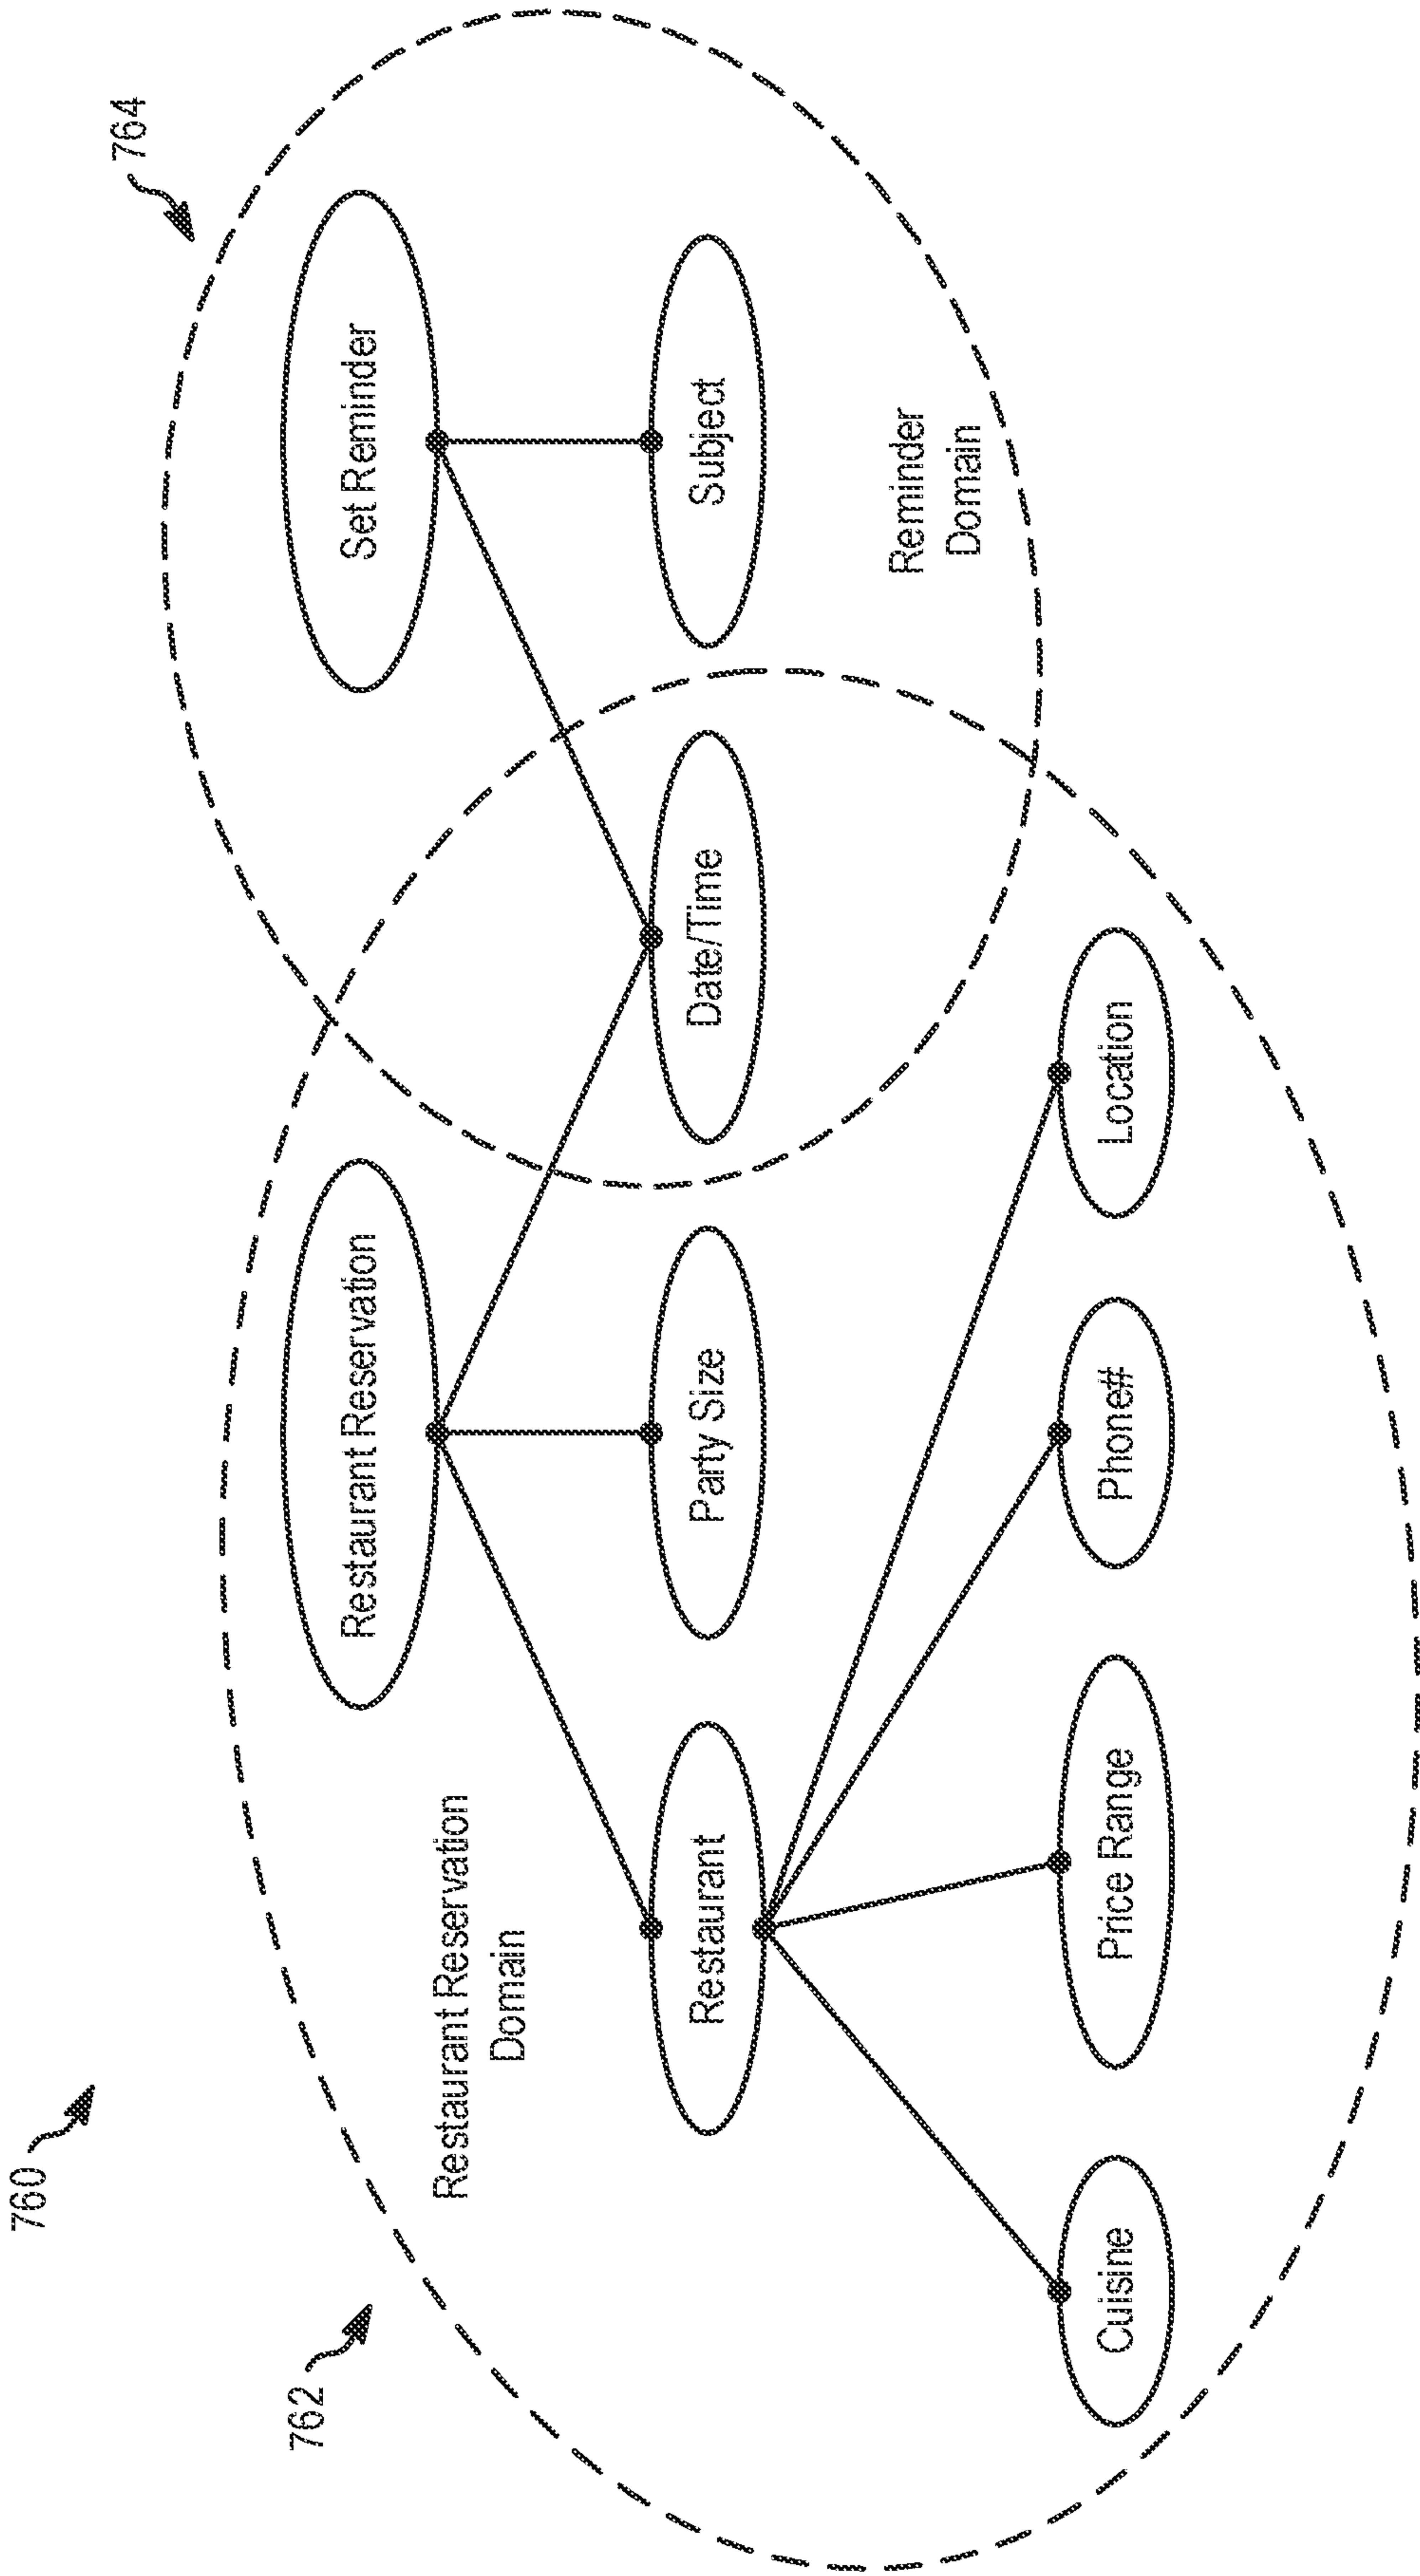 760
762
764
Restaurant Reservation
Set Reminder
Restaurant Reservation
Domain
Restaurant
Party Size
Date/Time
Subject
Reminder
Domain
Cuisine
Price Range
Phone#
Location